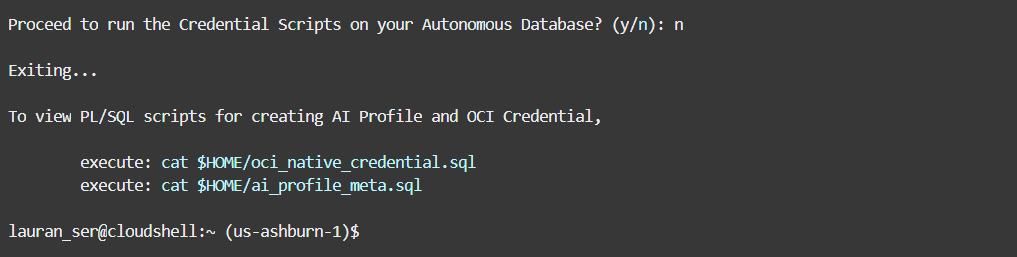 Proceed to run the Credential Scripts on your Autonomous Database? (y/n): n
Exiting...
To view PL/SQL scripts for creating AI Profile and OCI Credential,
execute: cat $HOME/oci_native_credential.sql
execute: cat $HOME/ai_profile_meta.sql
lauran_ser@cloudshell:~ (us-ashburn-1)$